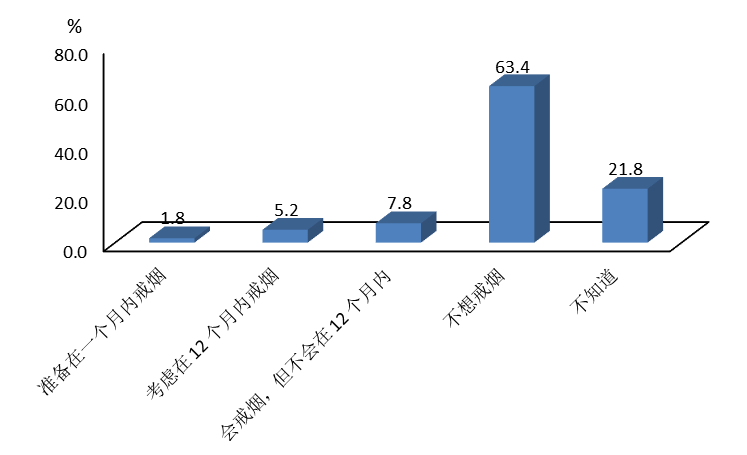 %
80.0
60.0
40.0
20.0
0.0
1.8
5.2
7.8
63.4
21.8
准备在一个月内戒烟
考虑在12个月内戒烟
会戒烟，但不会在12个月内
不想戒烟
不知道